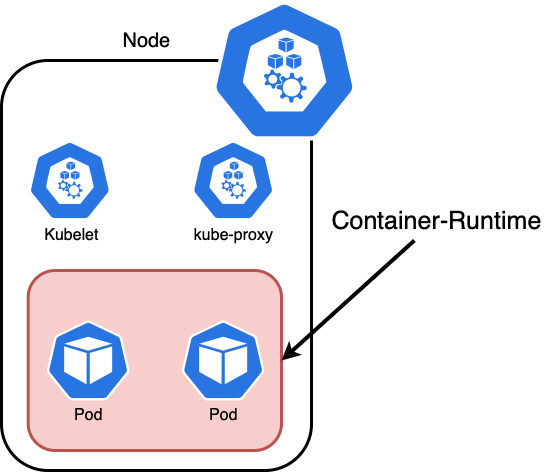 Node
Kubelet
kube-proxy
Container-Runtime
Pod
Pod